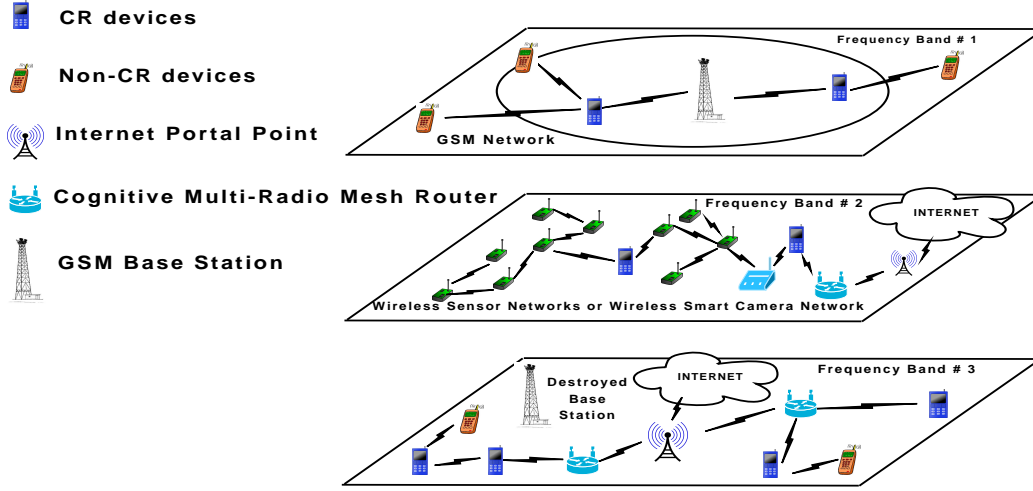 CR devices
Non-CR devices
Internet Portal Point
Cognitive Multi-Radio Mesh Router
GSM Base Station
Frequency Band # 1
GSM Network
Frequency Band # 2
INTERNET
Wireless Sensor Networks or Wireless Smart Camera Network
Frequency Band # 3
INTERNET
Destroyed
Base
Station